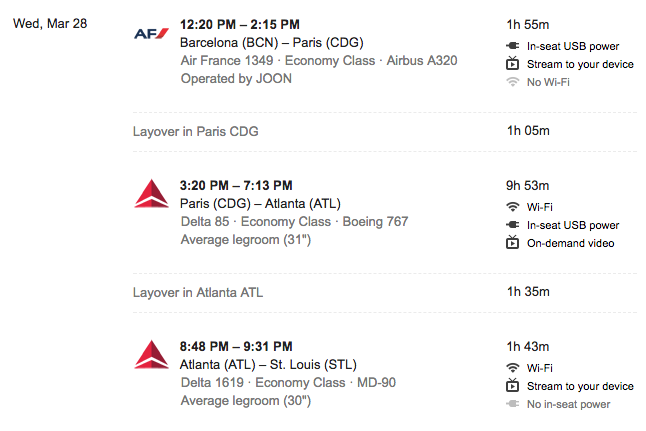 Wed, Mar 28
AF
12:20 PM – 2:15 PM
1h 55m
Barcelona (BCN) – Paris (CDG)
In-seat USB power
Air France 1349 · Economy Class · Airbus A320
Stream to your device
Operated by JOON
No Wi-Fi
Layover in Paris CDG
1h 05m
3:20 PM – 7:13 PM
9h 53m
Paris (CDG) – Atlanta (ATL)
Wi-Fi
Delta 85 · Economy Class · Boeing 767
In-seat USB power
Average legroom (31")
On-demand video
Layover in Atlanta ATL
1h 35m
8:48 PM – 9:31 PM
1h 43m
Atlanta (ATL) – St. Louis (STL)
Wi-Fi
Delta 1619 · Economy Class · MD-90
Stream to your device
Average legroom (30")
No in-seat power